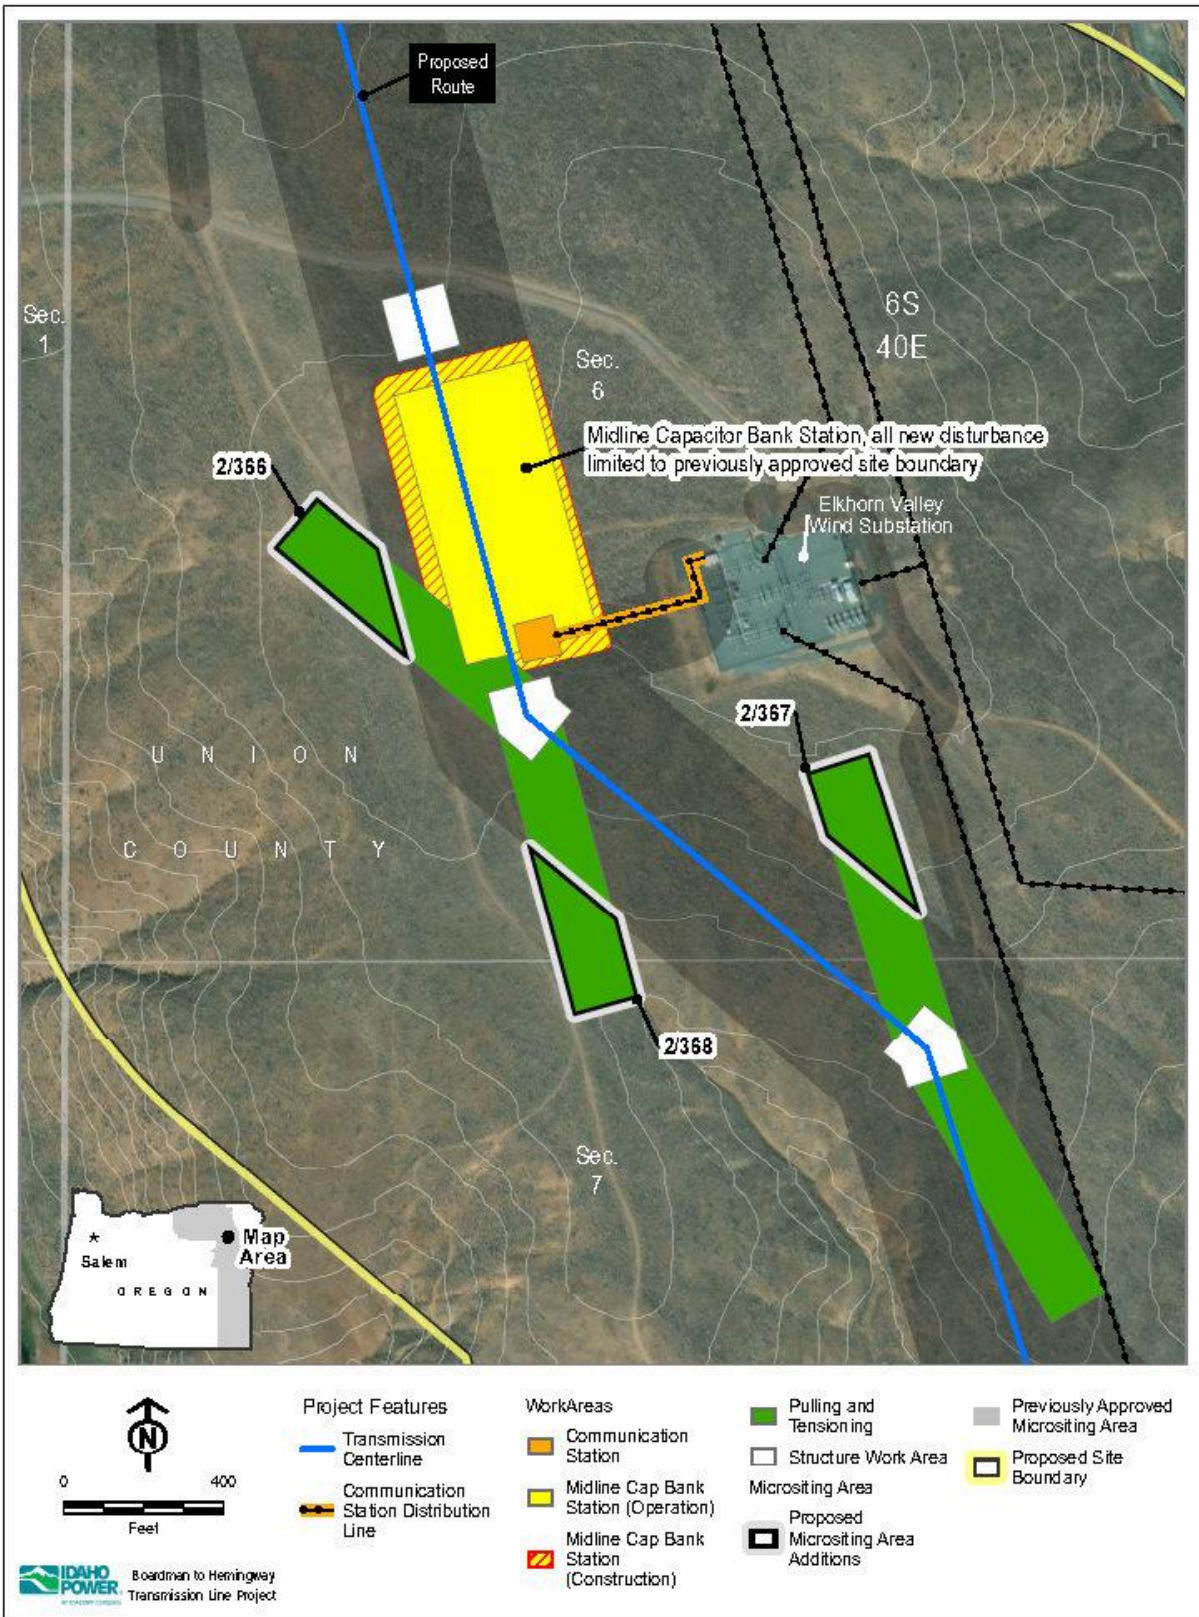 Proposed
Route
Sec.
1
6S
40E
Sec.
6
Midline Capacitor Bank Station, all new disturbance
limited to previously approved site boundary
2/366
Elkhorn Valley
Wind Substation
2/367
UNION
COUNTY
2/368
Sec.
7
Map
Area
Salem
OREGON
N
0 400
Feet
IDAHO
POWER
Boardman to Hemingway
Transmission Line Project
Project Features
Transmission
Centerline
Communication
Station Distribution
Line
WorkAreas
Communication
Station
Midline Cap Bank
Station (Operation)
Midline Cap Bank
Station
(Construction)
Pulling and
Tensioning
Structure Work Area
Micrositing Area
Proposed
Micrositing Area
Additions
Previously Approved
Micrositing Area
Proposed Site
Boundary